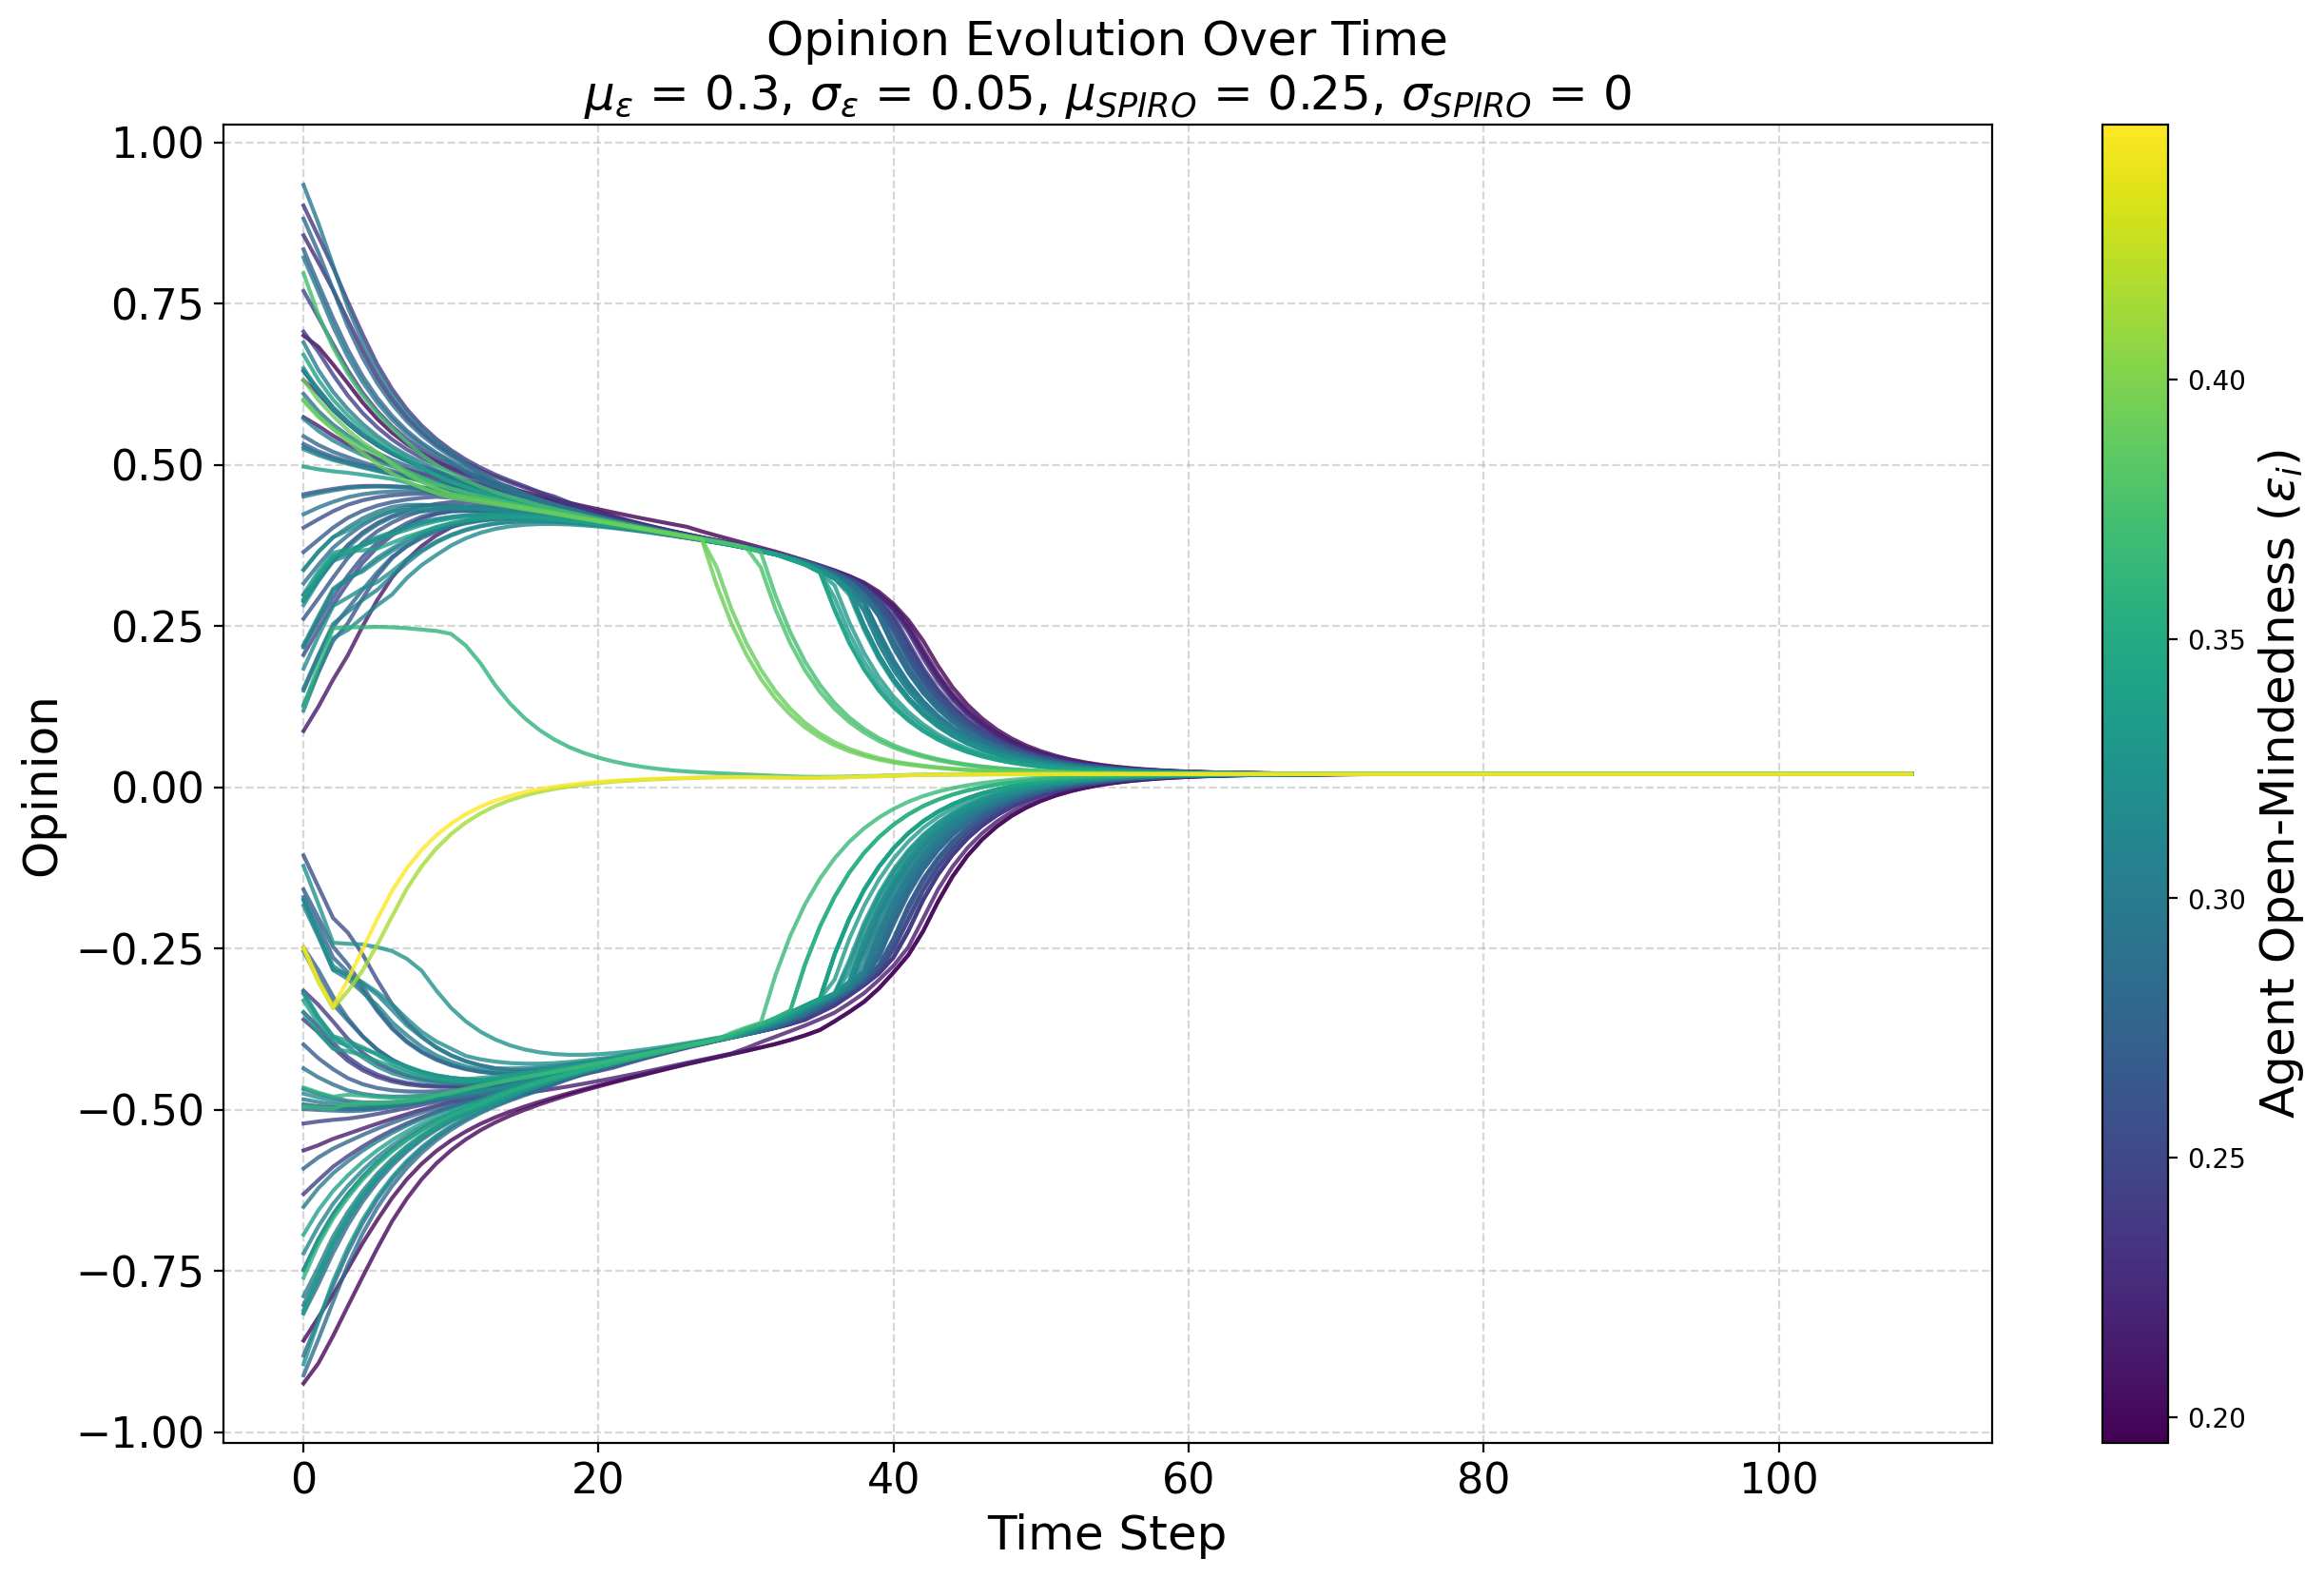 Opinion Evolution Over Time
με = 0.3, σε = 0.05, μSPIRO = 0.25, σSPIRO = 0
Opinion
1.00
0.75
0.50
0.25
0.00
−0.25
−0.50
−0.75
−1.00
0 20 40 60 80 100
Time Step
0.40
0.35
0.30
0.25
0.20
Agent Open-Mindedness (εi)